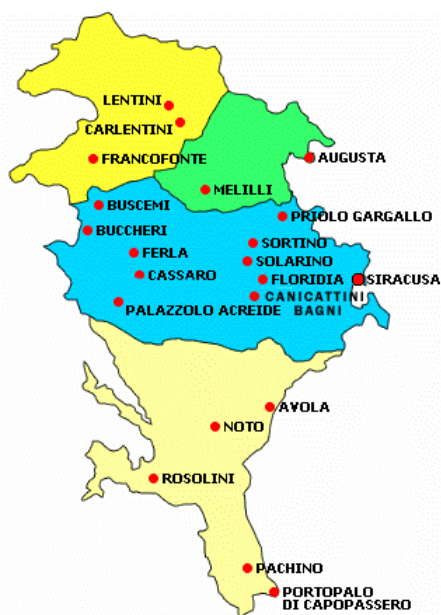 LENTINI
CARLENTINI
FRANCOFONTE
AUGUSTA
MELILLI
BUSCEMI
PRIOLO GARGALLO
BUCCHERI
SORTINO
FERLA
SOLARINO
CASSARO
FLORIDIA
SIRACUSA
CANICATTINI
BAGNI
PALAZZOLO ACREIDE
AVOLA
NOTO
ROSOLINI
PACHINO
PORTOPALO
DI CAPOPASSERO